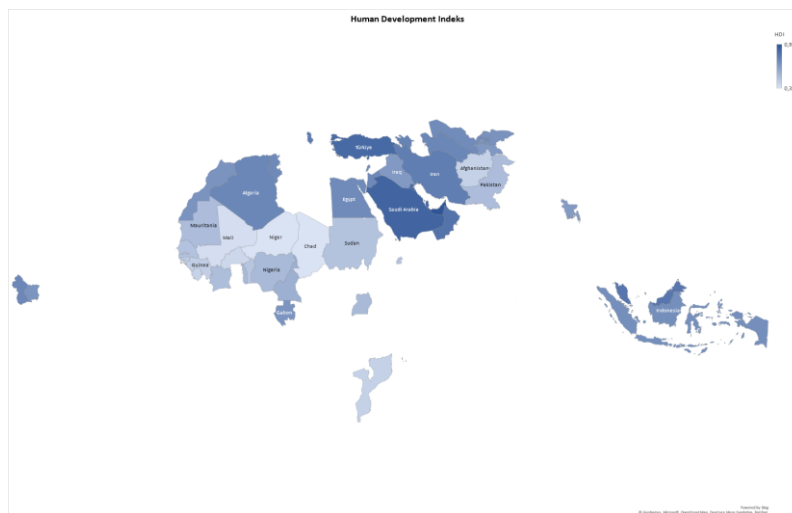 Human Development Indeks
HDI
0,9
0,3
Türkiye
Iraq
Iran
Afghanistan
Pakistan
Algeria
Egypt
Saudi Arabia
Mauritania
Mali
Niger
Chad
Sudan
Guinea
Nigeria
Gabon
Indonesia
Powered by Bing